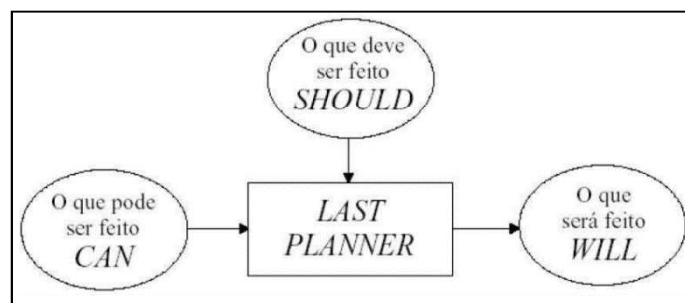 O que deve
ser feito
SHOULD
O que pode
ser feito
CAN
LAST
PLANNER
O que
será feito
WILL